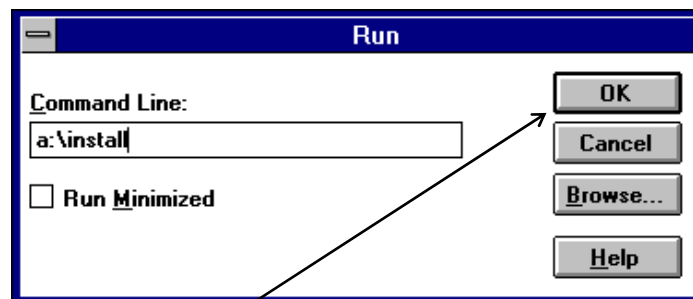 Run
Command Line:
a:\install
Run Minimized
OK
Cancel
Browse...
Help